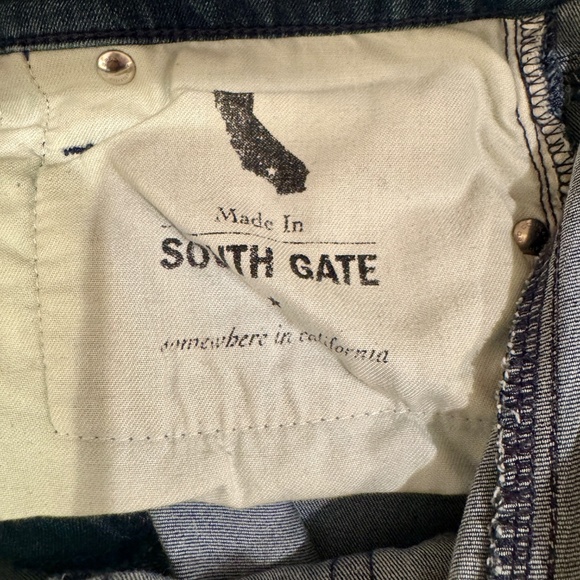 Made In
SOUTH GATE
somewhere in california